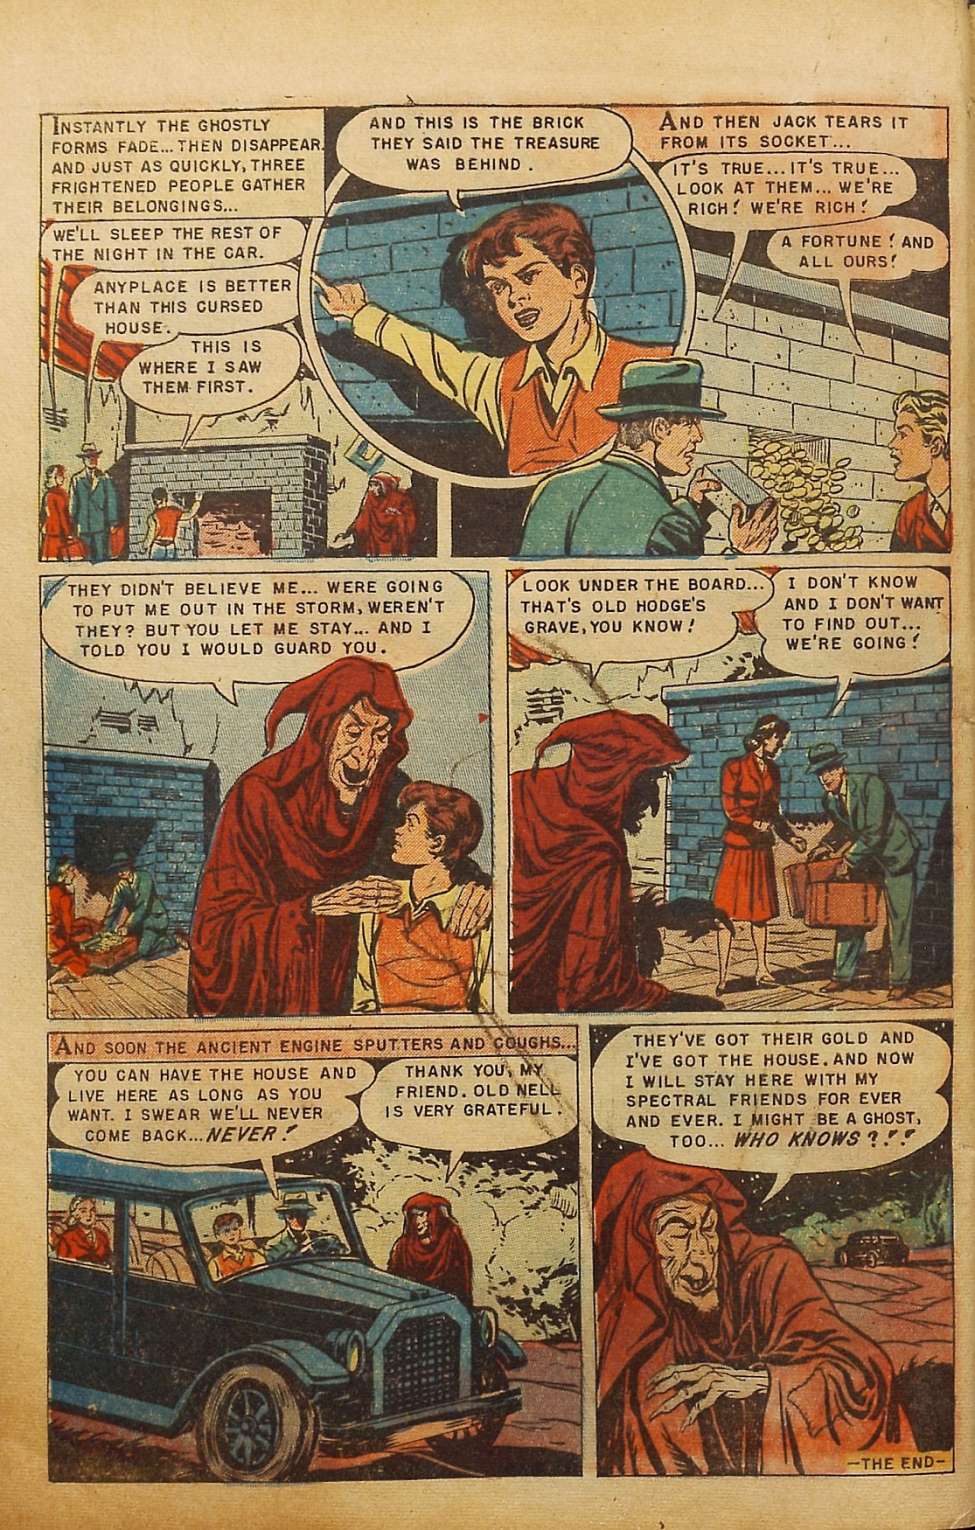 INSTANTLY THE GHOSTLY
FORMS FADE... THEN DISAPPEAR.
AND JUST AS QUICKLY, THREE
FRIGHTENED PEOPLE GATHER
THEIR BELONGINGS...
WE'LL SLEEP THE REST OF
THE NIGHT IN THE CAR.
ANYPLACE IS BETTER
THAN THIS CURSED
HOUSE.
THIS IS
WHERE I SAW
THEM FIRST.
AND THIS IS THE BRICK
THEY SAID THE TREASURE
WAS BEHIND.
AND THEN JACK TEARS IT
FROM ITS SOCKET...
IT'S TRUE... IT'S TRUE...
LOOK AT THEM... WE'RE
RICH! WE'RE RICH!
A FORTUNE! AND
ALL OURS!
THEY DIDN'T BELIEVE ME... WERE GOING
TO PUT ME OUT IN THE STORM, WEREN'T
THEY? BUT YOU LET ME STAY... AND I
TOLD YOU I WOULD GUARD YOU.
LOOK UNDER THE BOARD...
THAT'S OLD HODGE'S
GRAVE, YOU KNOW!
I DON'T KNOW
AND I DON'T WANT
TO FIND OUT...
WE'RE GOING!
AND SOON THE ANCIENT ENGINE SPUTTERS AND COUGHS...
YOU CAN HAVE THE HOUSE AND
LIVE HERE AS LONG AS YOU
WANT. I SWEAR WE'LL NEVER
COME BACK... NEVER!
THANK YOU, MY
FRIEND. OLD NELL
IS VERY GRATEFUL.
THEY'VE GOT THEIR GOLD AND
I'VE GOT THE HOUSE. AND NOW
I WILL STAY HERE WITH MY
SPECTRAL FRIENDS FOR EVER
AND EVER. I MIGHT BE A GHOST,
TOO... WHO KNOWS?!!
—THE END—